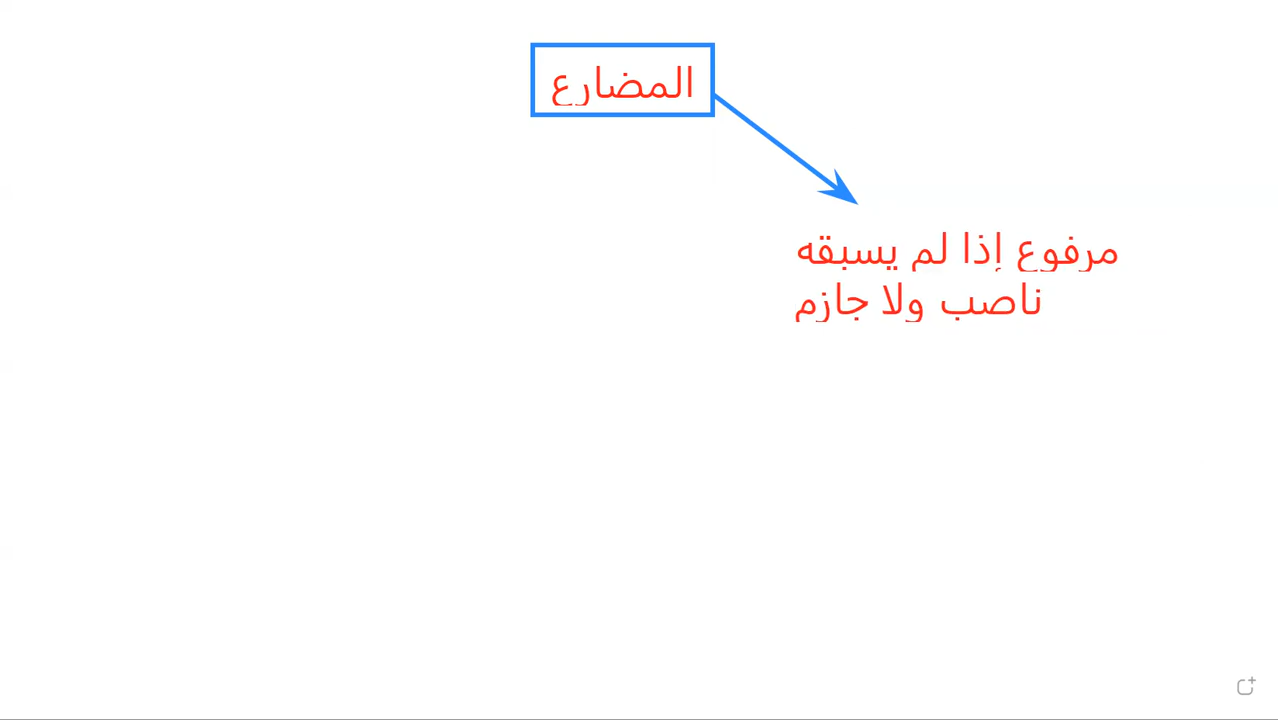 المضارع
مرفوع إذا لم يسبقه
ناصب ولا جازم